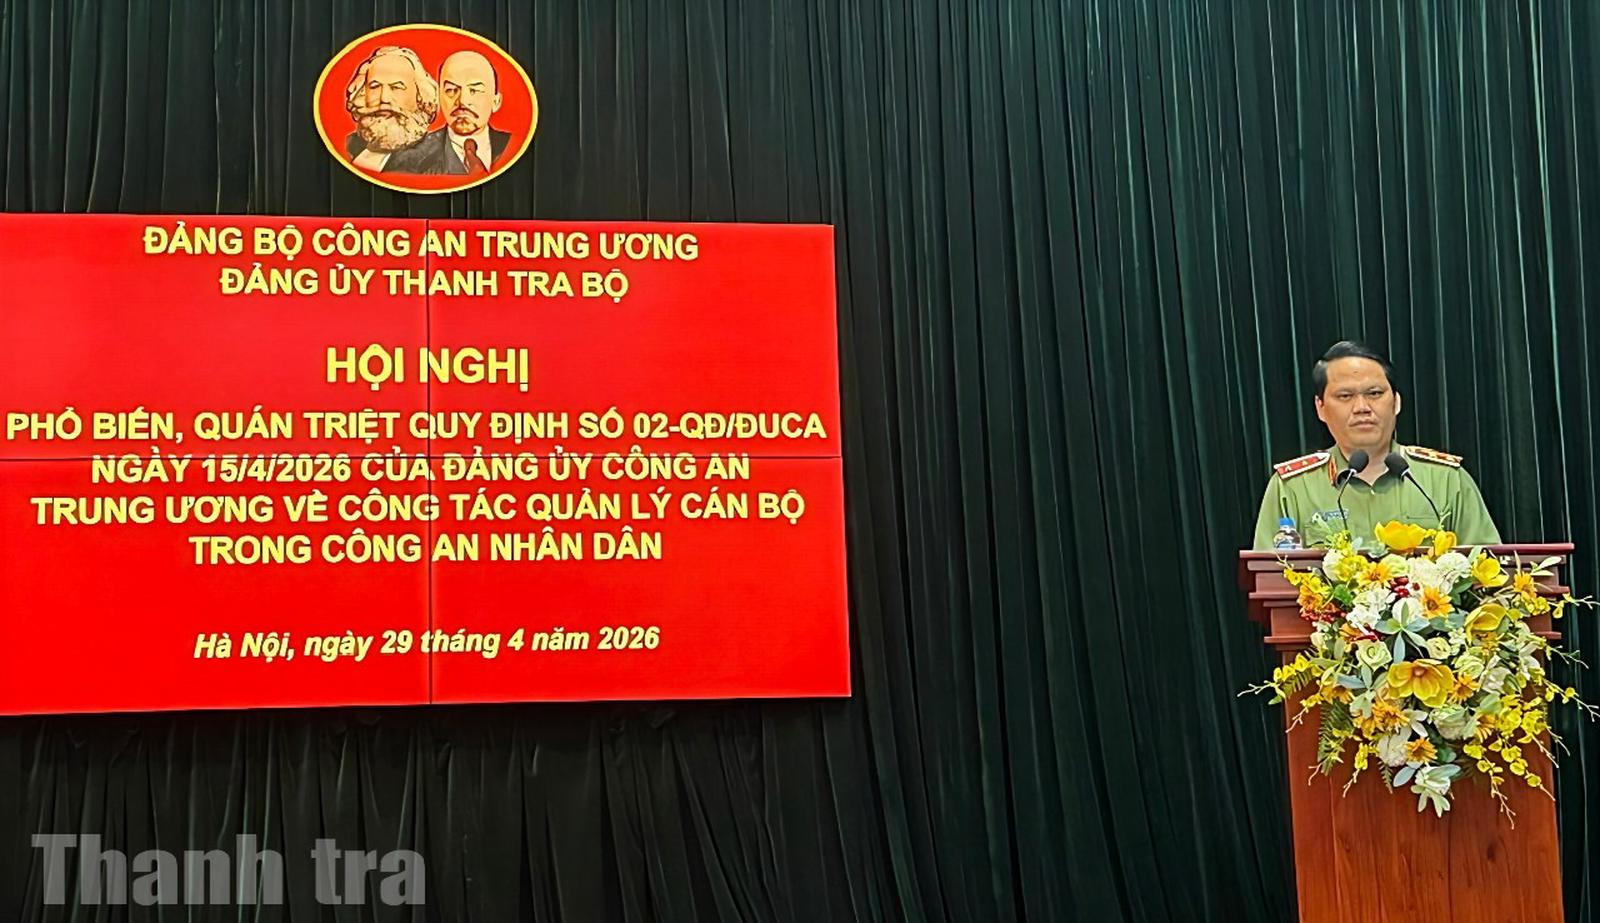 ĐẢNG BỘ CÔNG AN TRUNG ƯƠNG
ĐẢNG ỦY THANH TRA BỘ
HỘI NGHỊ
PHỔ BIẾN, QUÁN TRIỆT QUY ĐỊNH SỐ 02-QĐ/ĐUCA
NGÀY 15/4/2026 CỦA ĐẢNG ỦY CÔNG AN
TRUNG ƯƠNG VỀ CÔNG TÁC QUẢN LÝ CÁN BỘ
TRONG CÔNG AN NHÂN DÂN
Hà Nội, ngày 29 tháng 4 năm 2026
Thanh tra